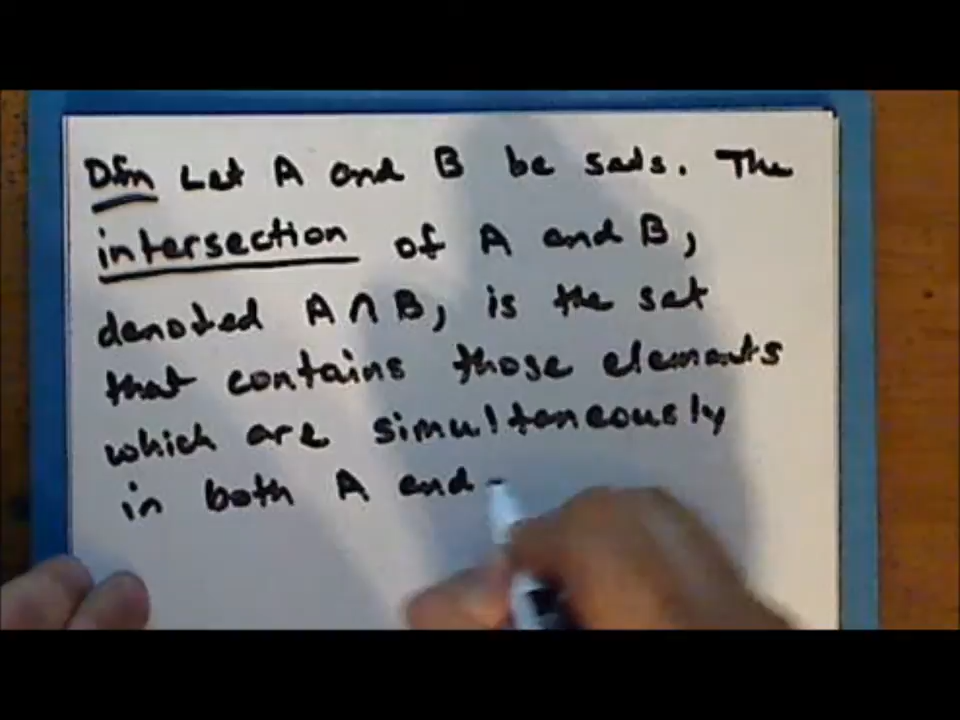 Dfn Let A and B be sets. The
intersection of A and B,
denoted A ∩ B, is the set
that contains those elements
which are simultaneously
in both A and